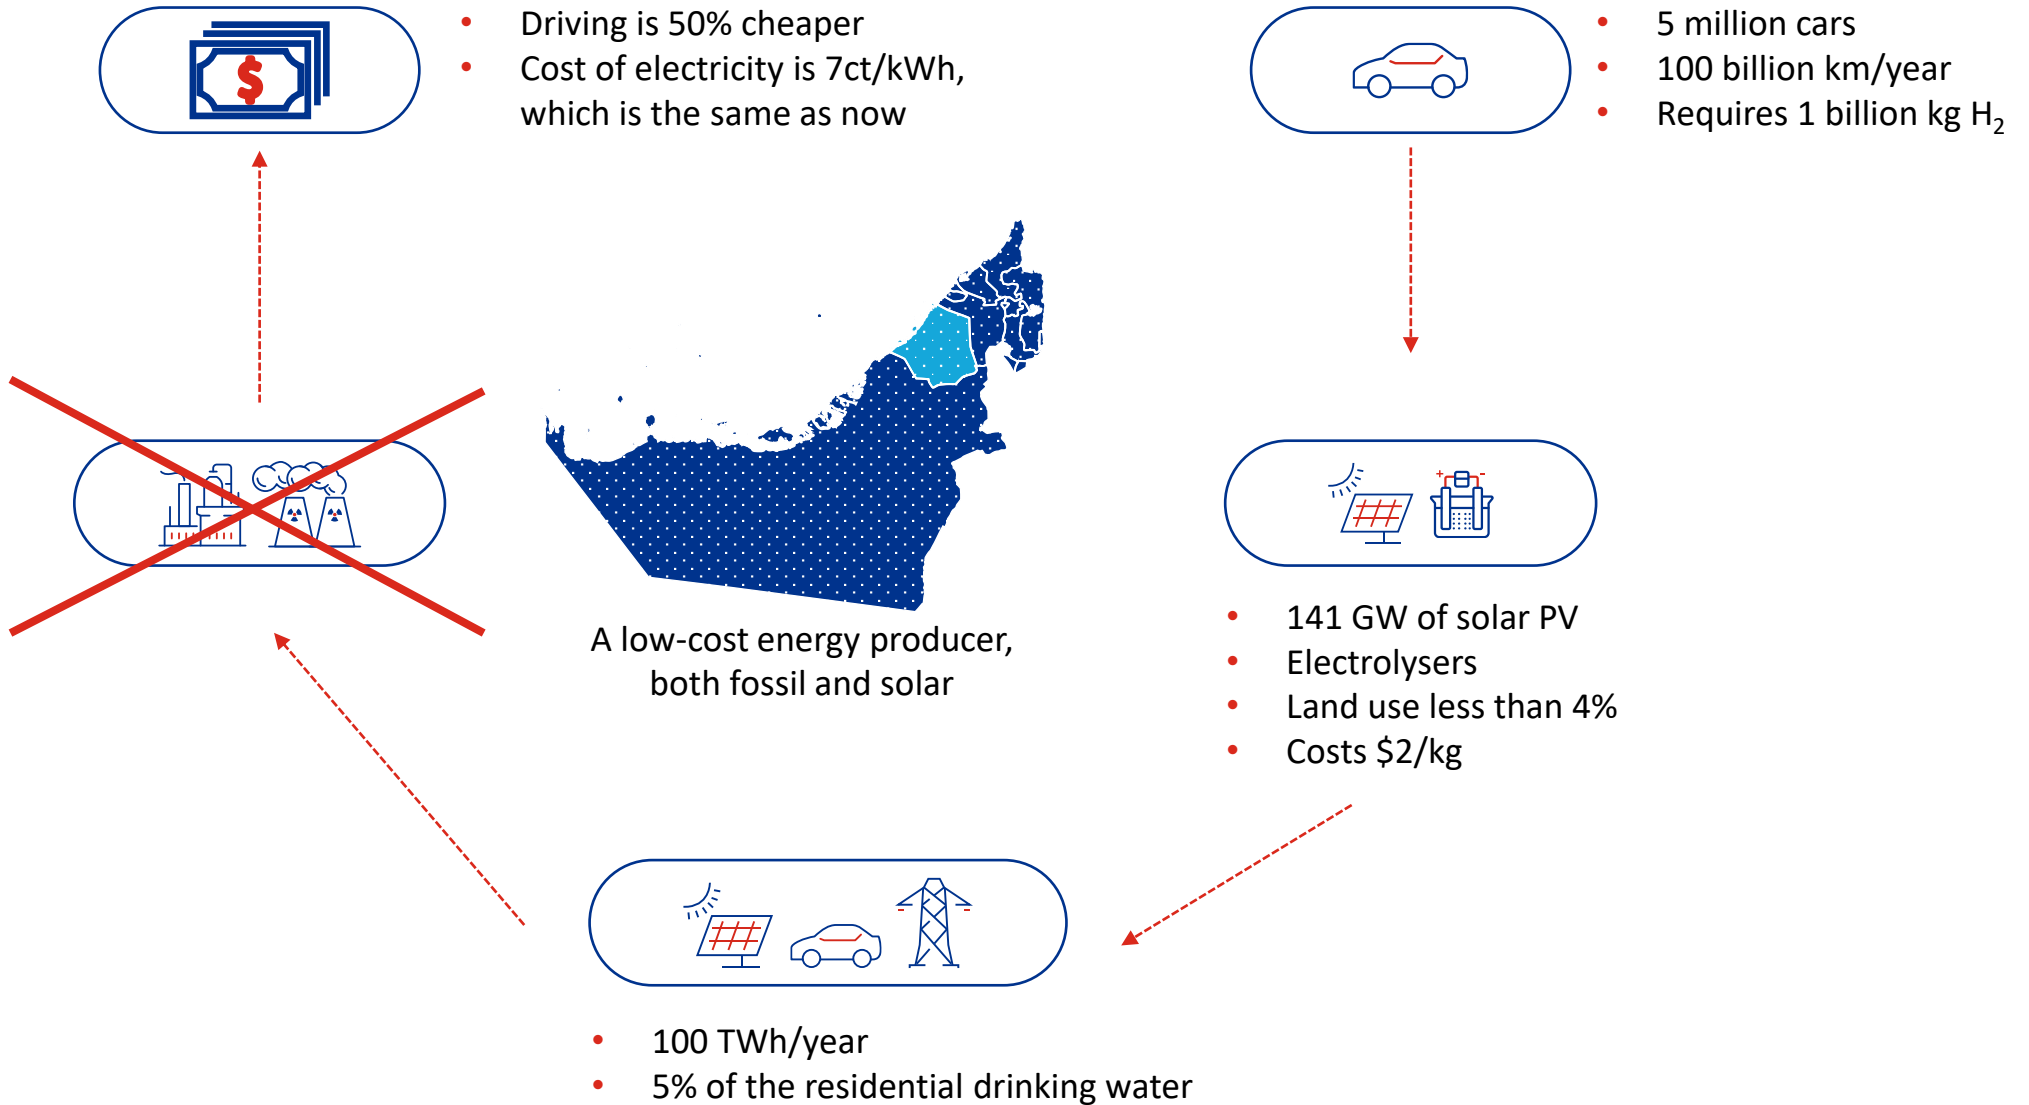 • Driving is 50% cheaper
• Cost of electricity is 7ct/kWh,
which is the same as now
• 5 million cars
• 100 billion km/year
• Requires 1 billion kg H₂
$
+ -
A low-cost energy producer,
both fossil and solar
• 141 GW of solar PV
• Electrolysers
• Land use less than 4%
• Costs $2/kg
• 100 TWh/year
• 5% of the residential drinking water